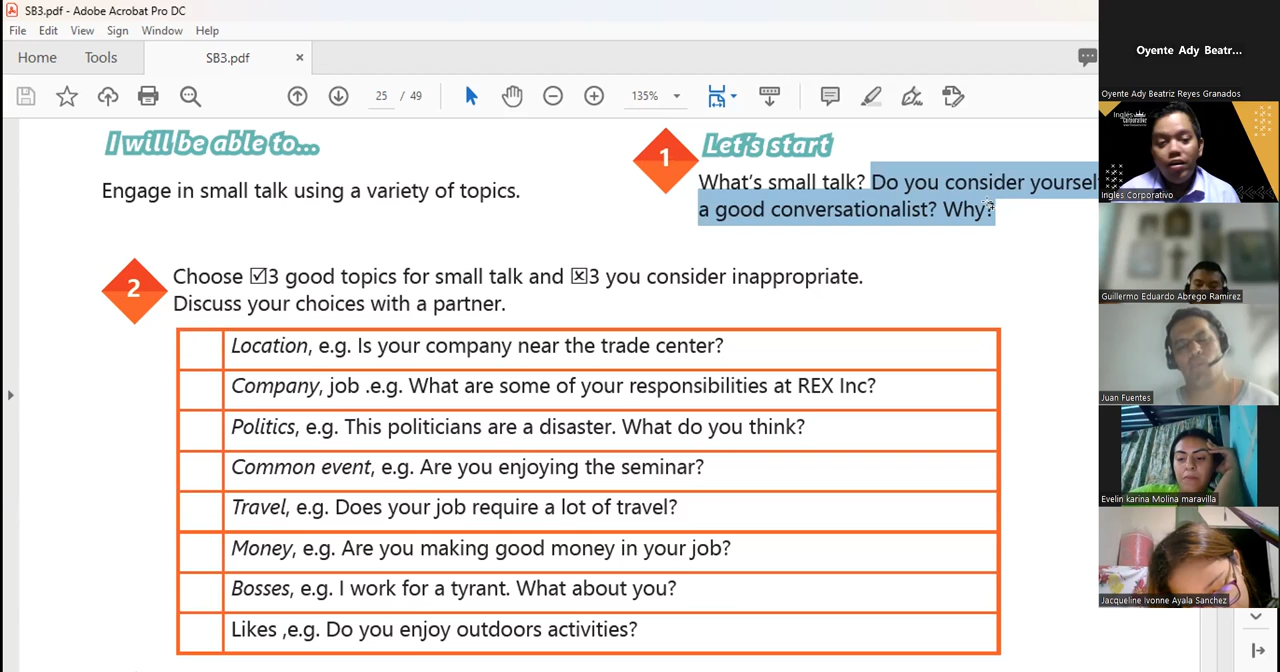 SB3.pdf - Adobe Acrobat Pro DC
File Edit View Sign Window Help
Home Tools SB3.pdf ×
25 / 49 135%
I will be able to...
Engage in small talk using a variety of topics.
1 Let's start
What's small talk? Do you consider yoursel
a good conversationalist? Why?
2 Choose ☑3 good topics for small talk and ☒3 you consider inappropriate.
Discuss your choices with a partner.
Location, e.g. Is your company near the trade center?
Company, job .e.g. What are some of your responsibilities at REX Inc?
Politics, e.g. This politicians are a disaster. What do you think?
Common event, e.g. Are you enjoying the seminar?
Travel, e.g. Does your job require a lot of travel?
Money, e.g. Are you making good money in your job?
Bosses, e.g. I work for a tyrant. What about you?
Likes ,e.g. Do you enjoy outdoors activities?
Oyente Ady Beatr...
Oyente Ady Beatriz Reyes Granados
Inglés
Corporativo
Inglés Corporativo
Guillermo Eduardo Abrego Ramirez
Juan Fuentes
Evelin karina Molina maravilla
Jacqueline Ivonne Ayala Sanchez